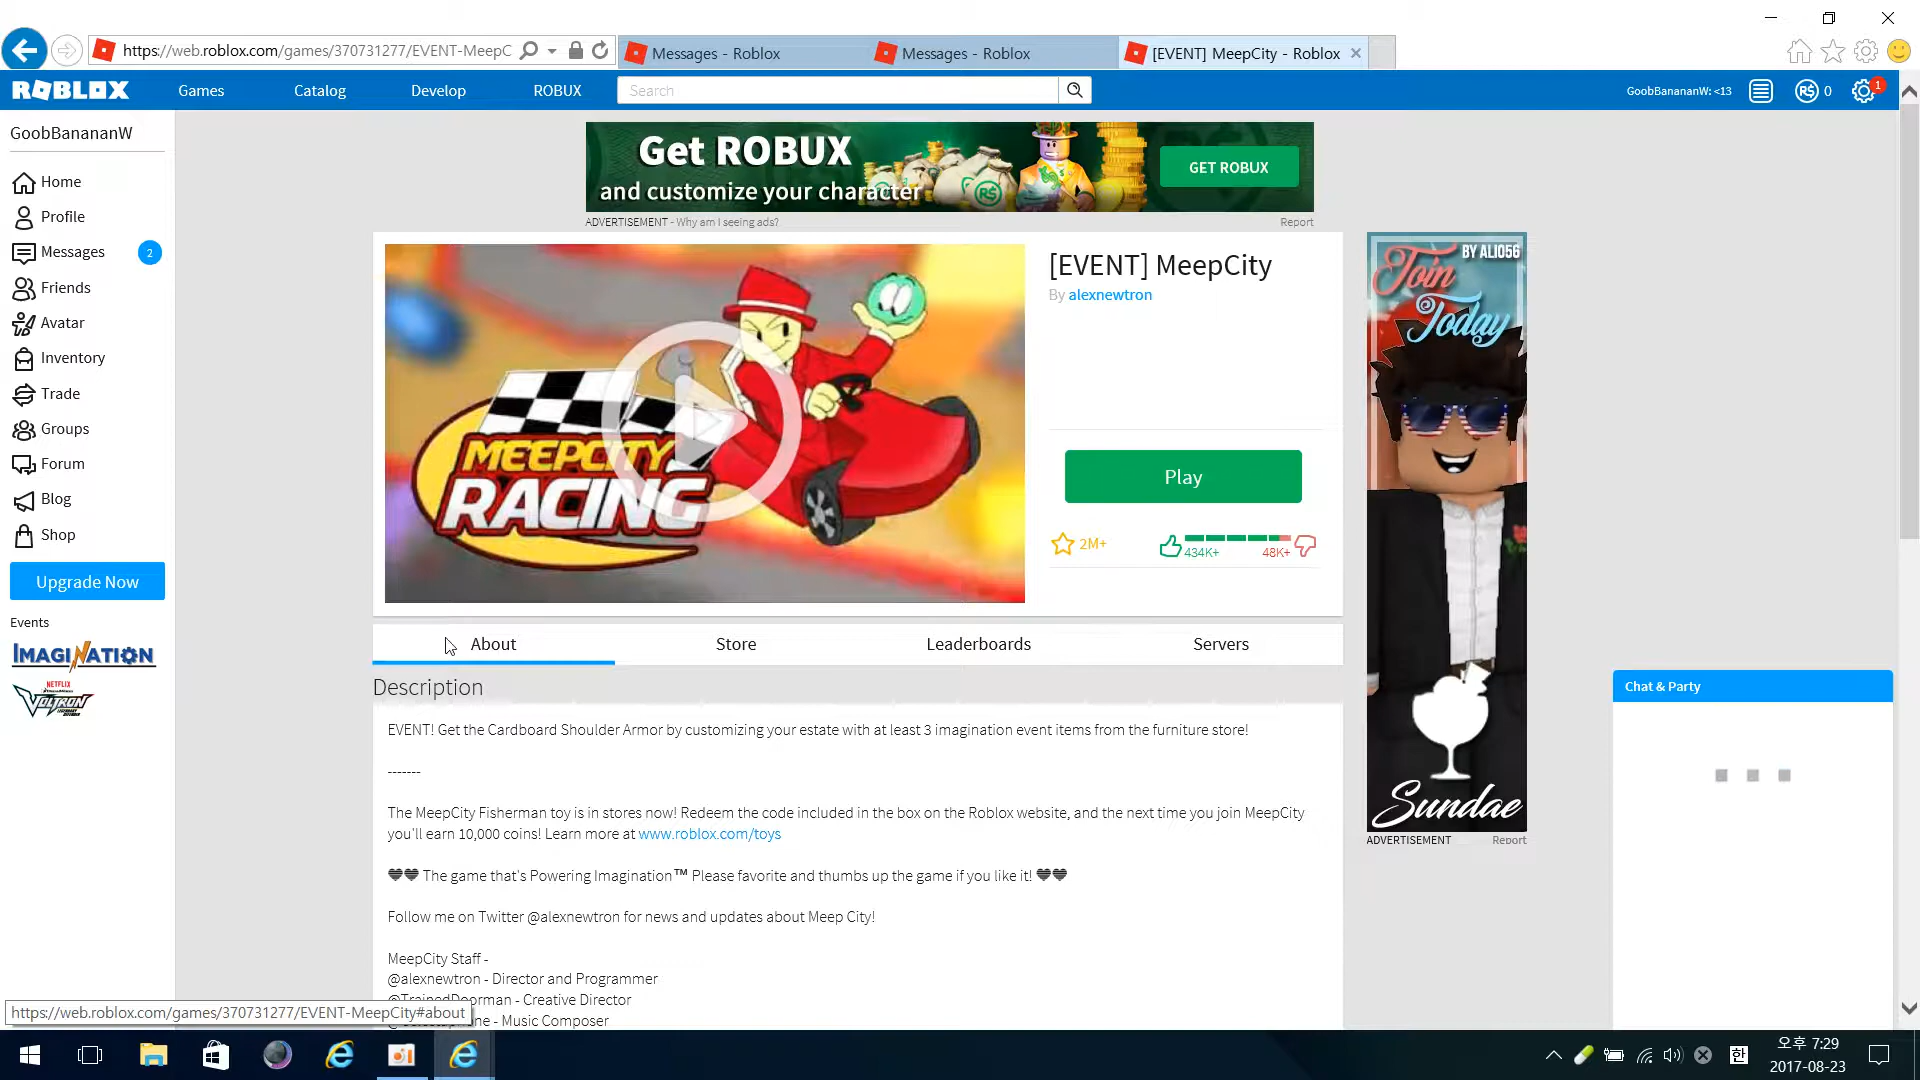 https://web.roblox.com/games/370731277/EVENT-MeepC
Messages - Roblox
Messages - Roblox
[EVENT] MeepCity - Roblox
ROBLOX
Games
Catalog
Develop
ROBUX
Search
GoobBanananW: <13
R$ 0
1
GoobBanananW
Home
Profile
Messages
2
Friends
Avatar
Inventory
Trade
Groups
Forum
Blog
Shop
Upgrade Now
Events
IMAGINATION
NETFLIX
VOLTRON
Get ROBUX
and customize your character
R$
GET ROBUX
ADVERTISEMENT - Why am I seeing ads?
Report
MEEPCITY
RACING
[EVENT] MeepCity
By alexnewtron
Play
2M+
434K+
48K+
BY ALIO56
Join
Today
Sundae
ADVERTISEMENT
Report
About
Store
Leaderboards
Servers
Description
EVENT! Get the Cardboard Shoulder Armor by customizing your estate with at least 3 imagination event items from the furniture store!
-------
The MeepCity Fisherman toy is in stores now! Redeem the code included in the box on the Roblox website, and the next time you join MeepCity
you'll earn 10,000 coins! Learn more at www.roblox.com/toys
🖤🖤 The game that's Powering Imagination™ Please favorite and thumbs up the game if you like it! 🖤🖤
Follow me on Twitter @alexnewtron for news and updates about Meep City!
MeepCity Staff -
@alexnewtron - Director and Programmer
@TrainedDoorman - Creative Director
- Music Composer
Chat & Party
https://web.roblox.com/games/370731277/EVENT-MeepCity#about
한
오후 7:29
2017-08-23